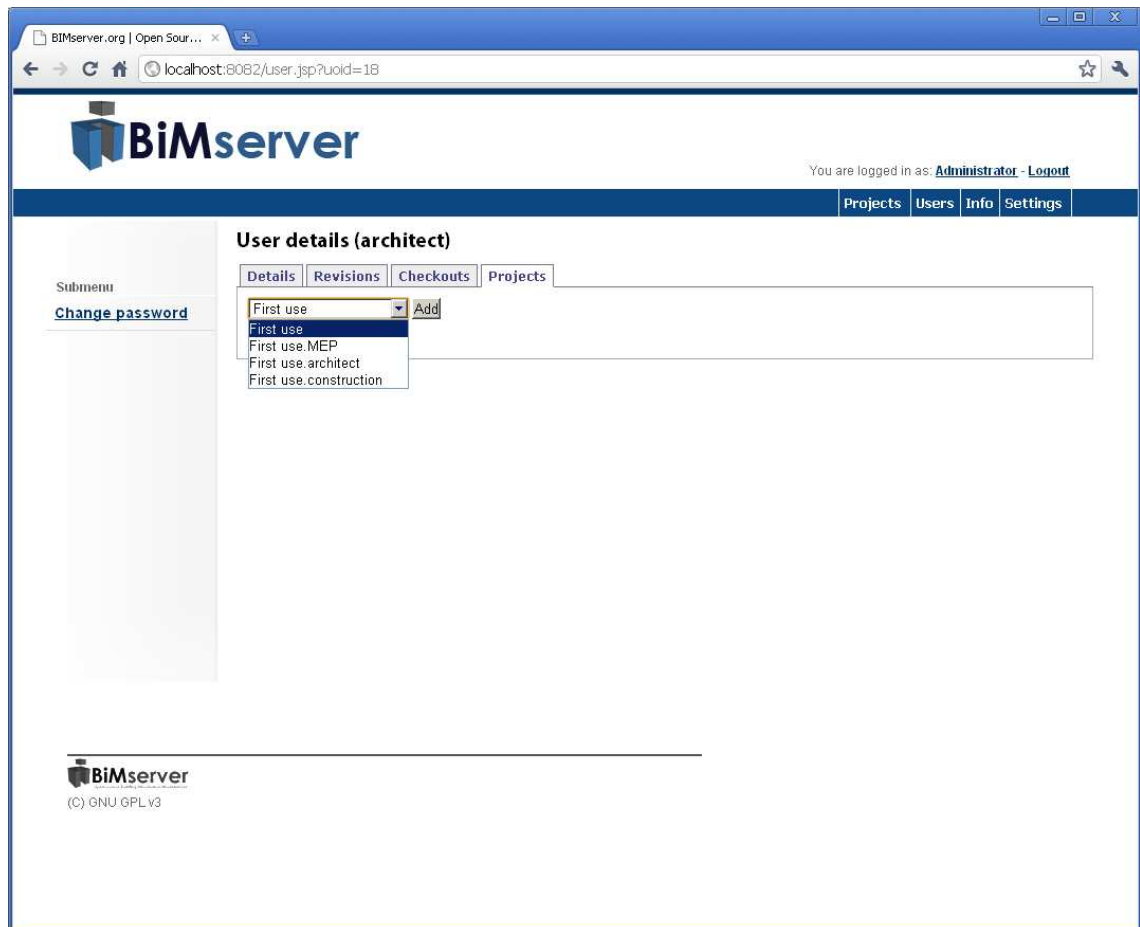 BIMserver.org | Open Sour...
localhost:8082/user.jsp?uoid=18
BiMserver
You are logged in as: Administrator - Logout
Projects Users Info Settings
User details (architect)
Submenu
Change password
Details Revisions Checkouts Projects
First use Add
First use
First use.MEP
First use.architect
First use.construction
BiMserver
(C) GNU GPL v3